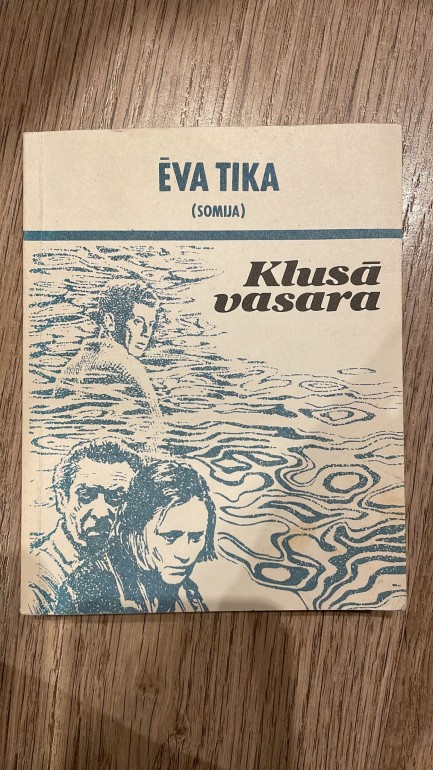 ĒVA TIKA
(SOMIJA)
Klusā
vasara